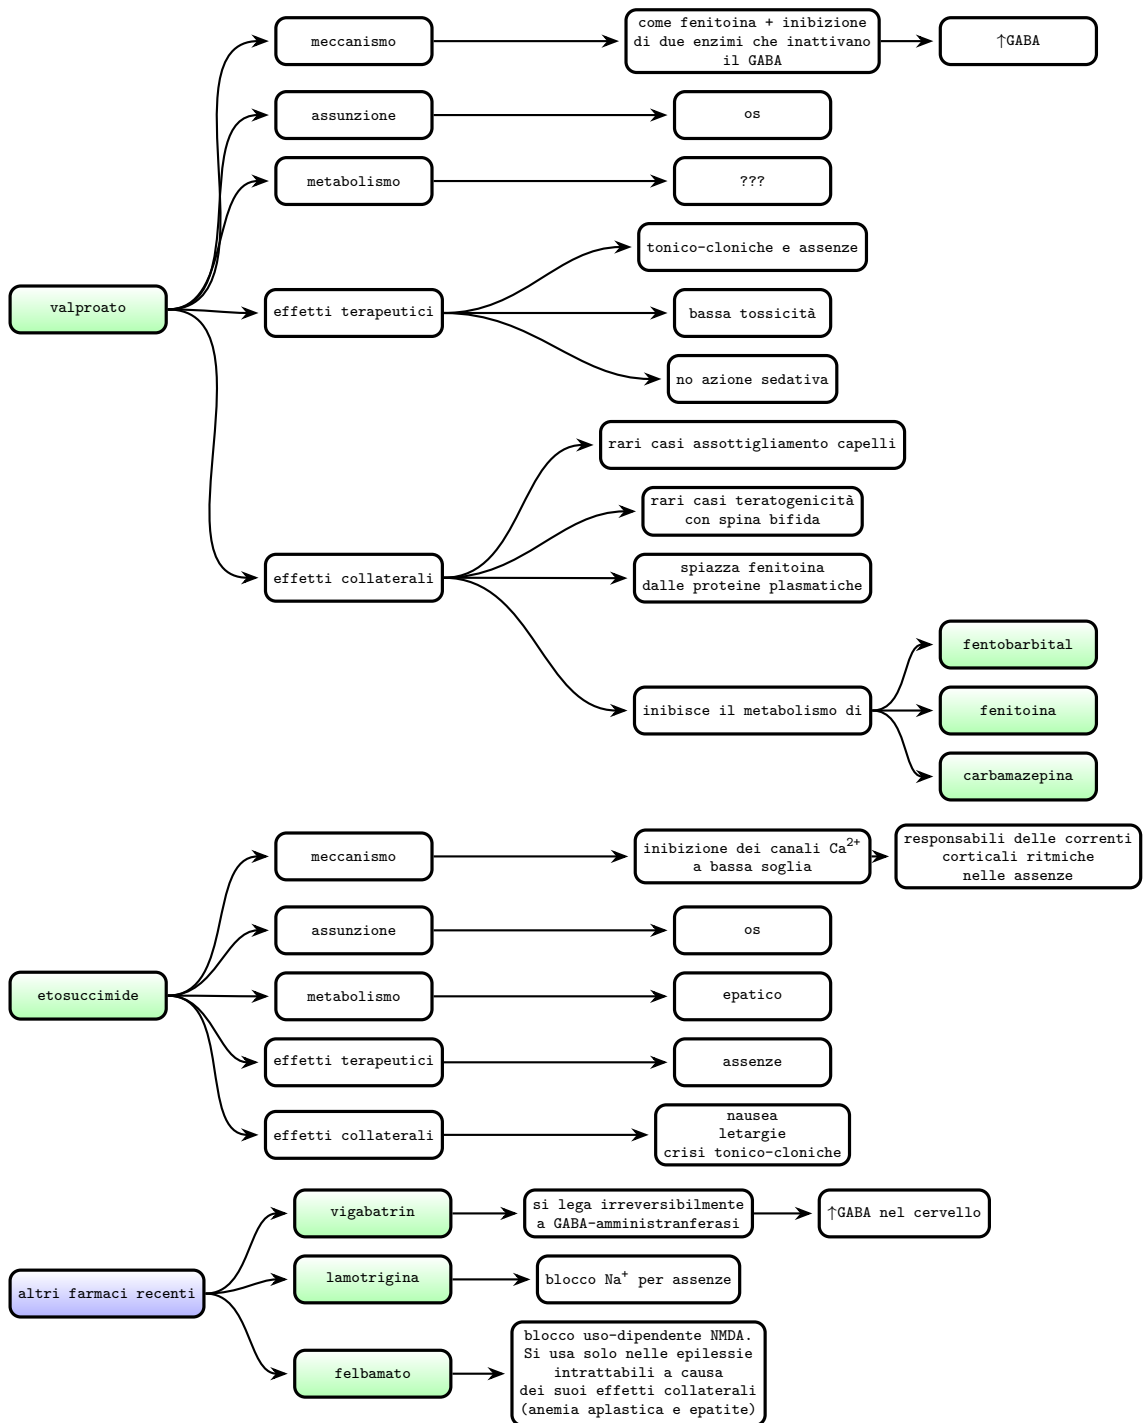 valproato
meccanismo
come fenitoina + inibizione
di due enzimi che inattivano
il GABA
↑GABA
assunzione
os
metabolismo
???
effetti terapeutici
tonico-cloniche e assenze
bassa tossicità
no azione sedativa
effetti collaterali
rari casi assottigliamento capelli
rari casi teratogenicità
con spina bifida
spiazza fenitoina
dalle proteine plasmatiche
inibisce il metabolismo di
fentobarbital
fenitoina
carbamazepina
etosuccimide
meccanismo
inibizione dei canali Ca²⁺
a bassa soglia
responsabili delle correnti
corticali ritmiche
nelle assenze
assunzione
os
metabolismo
epatico
effetti terapeutici
assenze
effetti collaterali
nausea
letargie
crisi tonico-cloniche
altri farmaci recenti
vigabatrin
si lega irreversibilmente
a GABA-amministranferasi
↑GABA nel cervello
lamotrigina
blocco Na⁺ per assenze
felbamato
blocco uso-dipendente NMDA.
Si usa solo nelle epilessie
intrattabili a causa
dei suoi effetti collaterali
(anemia aplastica e epatite)